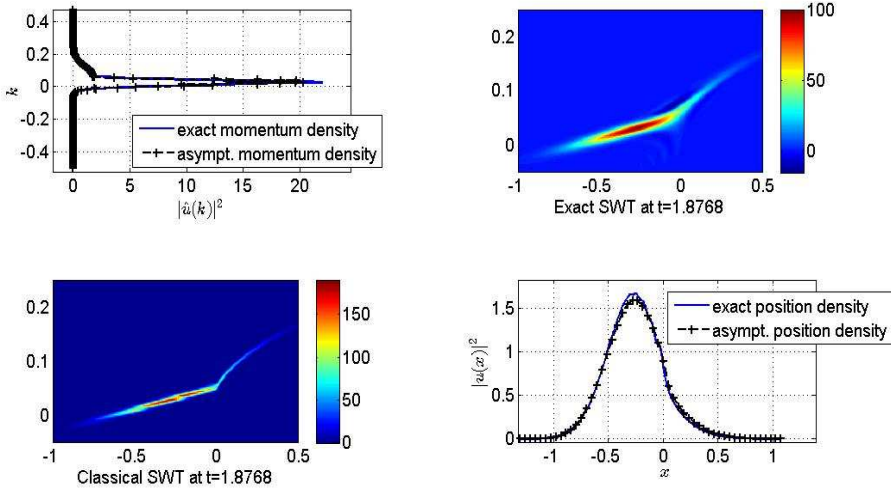 0.4
0.2
0
-0.2
-0.4
k
0 5 10 15 20
|û(k)|²
exact momentum density
asympt. momentum density
0.2
0.1
0
-1 -0.5 0 0.5
100
50
0
Exact SWT at t=1.8768
0.2
0.1
0
-1 -0.5 0 0.5
150
100
50
0
Classical SWT at t=1.8768
1.5
1
0.5
0
|u(x)|²
-1 -0.5 0 0.5 1
x
exact position density
asympt. position density